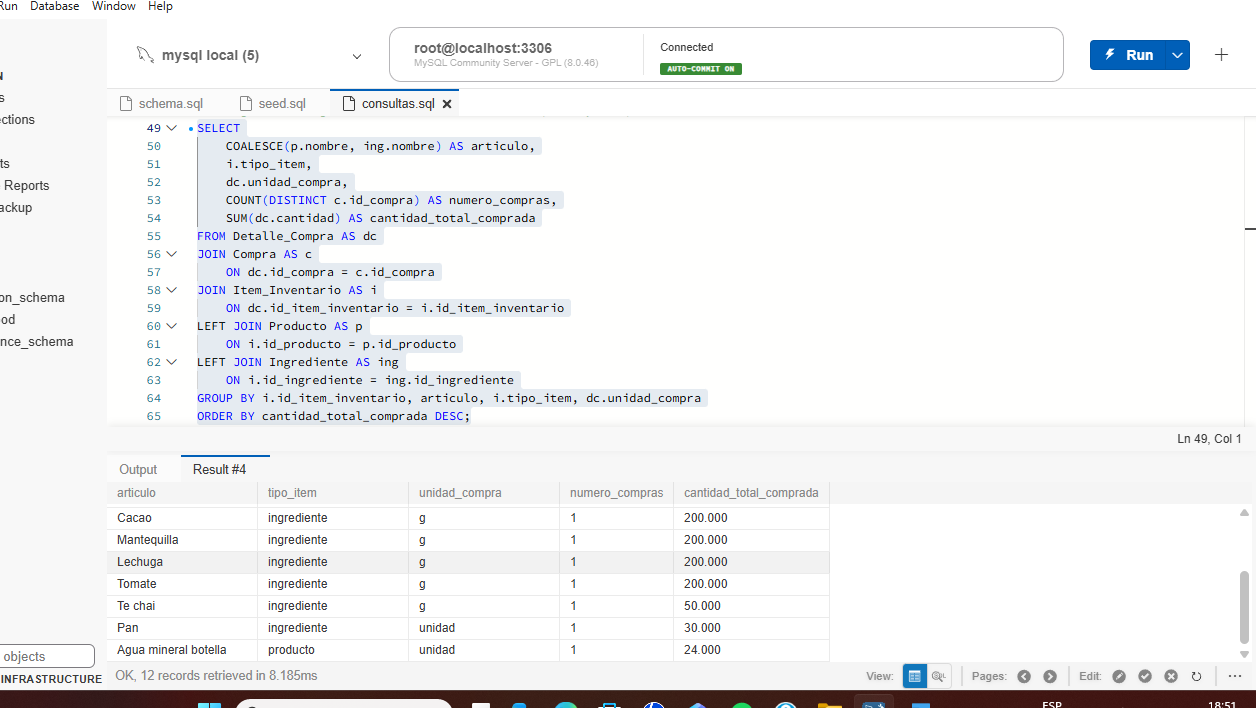 Run Database Window Help
mysql local (5)
root@localhost:3306
MySQL Community Server - GPL (8.0.46)
Connected
AUTO-COMMIT ON
Run
schema.sql seed.sql consultas.sql
ections
ts
Reports
ackup
on_schema
od
nce_schema
objects
INFRASTRUCTURE
49 SELECT
50 COALESCE(p.nombre, ing.nombre) AS articulo,
51 i.tipo_item,
52 dc.unidad_compra,
53 COUNT(DISTINCT c.id_compra) AS numero_compras,
54 SUM(dc.cantidad) AS cantidad_total_comprada
55 FROM Detalle_Compra AS dc
56 JOIN Compra AS c
57 ON dc.id_compra = c.id_compra
58 JOIN Item_Inventario AS i
59 ON dc.id_item_inventario = i.id_item_inventario
60 LEFT JOIN Producto AS p
61 ON i.id_producto = p.id_producto
62 LEFT JOIN Ingrediente AS ing
63 ON i.id_ingrediente = ing.id_ingrediente
64 GROUP BY i.id_item_inventario, articulo, i.tipo_item, dc.unidad_compra
65 ORDER BY cantidad_total_comprada DESC;
Ln 49, Col 1
Output Result #4
articulo tipo_item unidad_compra numero_compras cantidad_total_comprada
Cacao ingrediente g 1 200.000
Mantequilla ingrediente g 1 200.000
Lechuga ingrediente g 1 200.000
Tomate ingrediente g 1 200.000
Te chai ingrediente g 1 50.000
Pan ingrediente unidad 1 30.000
Agua mineral botella producto unidad 1 24.000
OK, 12 records retrieved in 8.185ms
View: Pages: Edit:
ESP 18:51